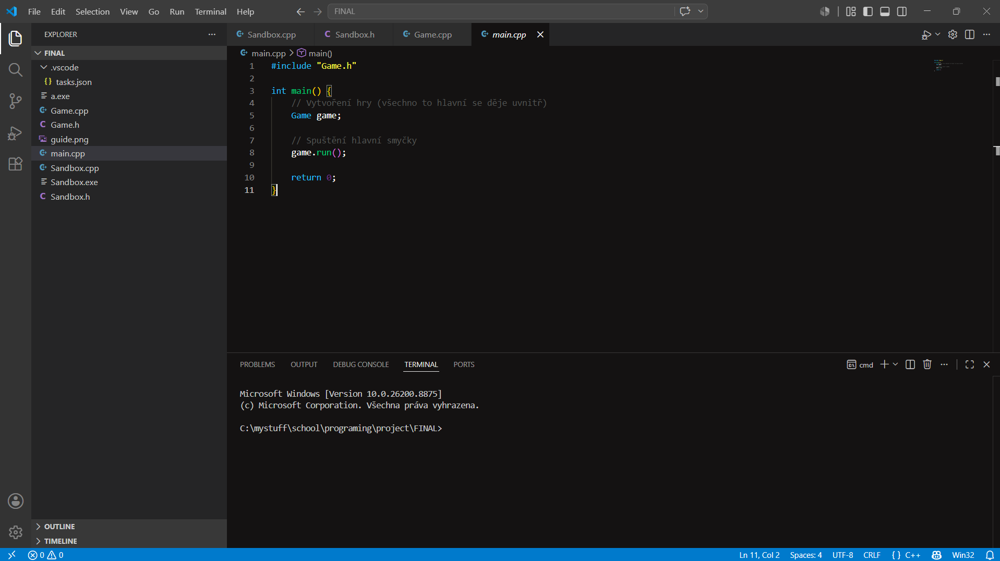 File Edit Selection View Go Run Terminal Help
FINAL
EXPLORER
FINAL
.vscode
tasks.json
a.exe
Game.cpp
Game.h
guide.png
main.cpp
Sandbox.cpp
Sandbox.exe
Sandbox.h
OUTLINE
TIMELINE
Sandbox.cpp Sandbox.h Game.cpp main.cpp
main.cpp > main()
1 #include "Game.h"
2
3 int main() {
4 // Vytvoření hry (všechno to hlavní se děje uvnitř)
5 Game game;
6
7 // Spuštění hlavní smyčky
8 game.run();
9
10 return 0;
11 }
PROBLEMS OUTPUT DEBUG CONSOLE TERMINAL PORTS
cmd
Microsoft Windows [Version 10.0.26200.8875]
(c) Microsoft Corporation. Všechna práva vyhrazena.
C:\mystuff\school\programing\project\FINAL>
0 0
Ln 11, Col 2 Spaces: 4 UTF-8 CRLF {} C++ Win32